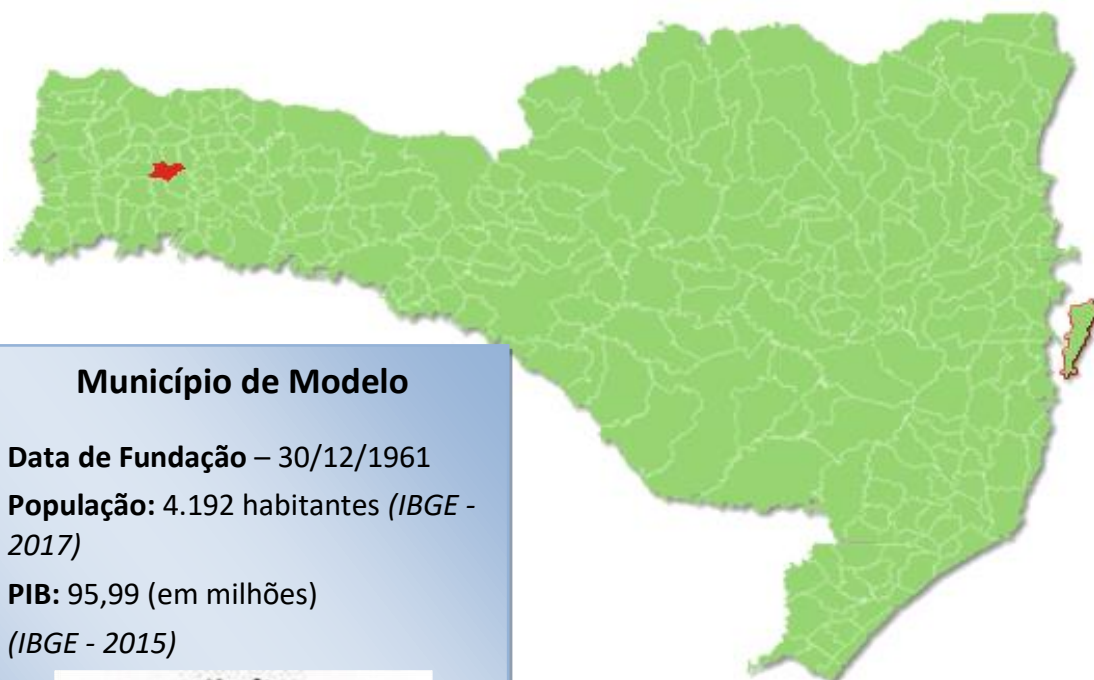 Município de Modelo
Data de Fundação – 30/12/1961
População: 4.192 habitantes (IBGE -
2017)
PIB: 95,99 (em milhões)
(IBGE - 2015)